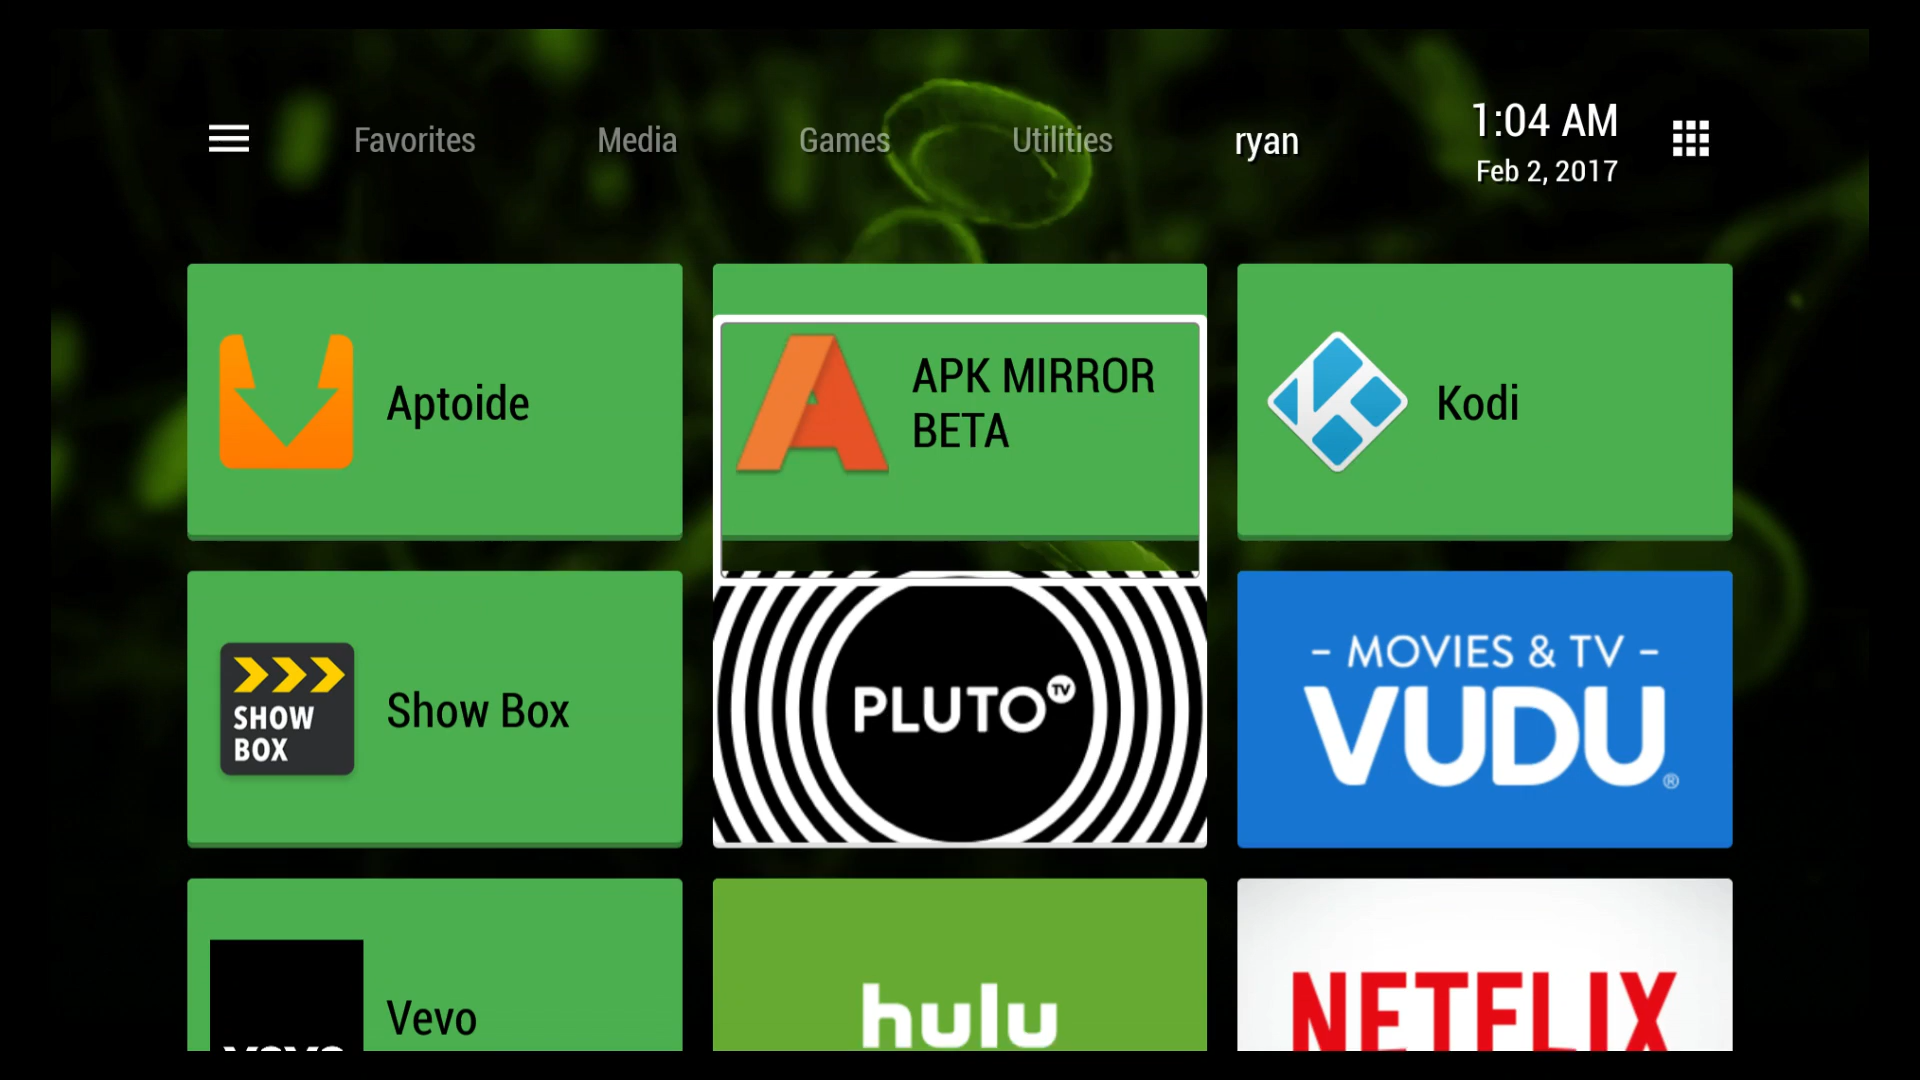 Favorites
Media
Games
Utilities
ryan
1:04 AM
Feb 2, 2017
Aptoide
APK MIRROR
BETA
Kodi
SHOW
BOX
Show Box
PLUTO TV
- MOVIES & TV -
VUDU®
vevo
Vevo
hulu
NETFLIX